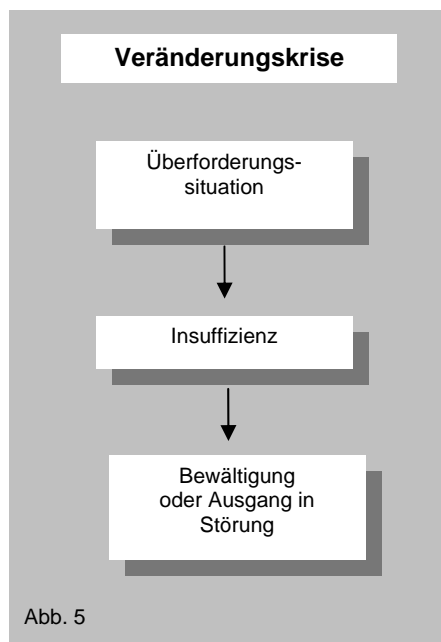 Veränderungskrise
Überforderungs-
situation
Insuffizienz
Bewältigung
oder Ausgang in
Störung
Abb. 5